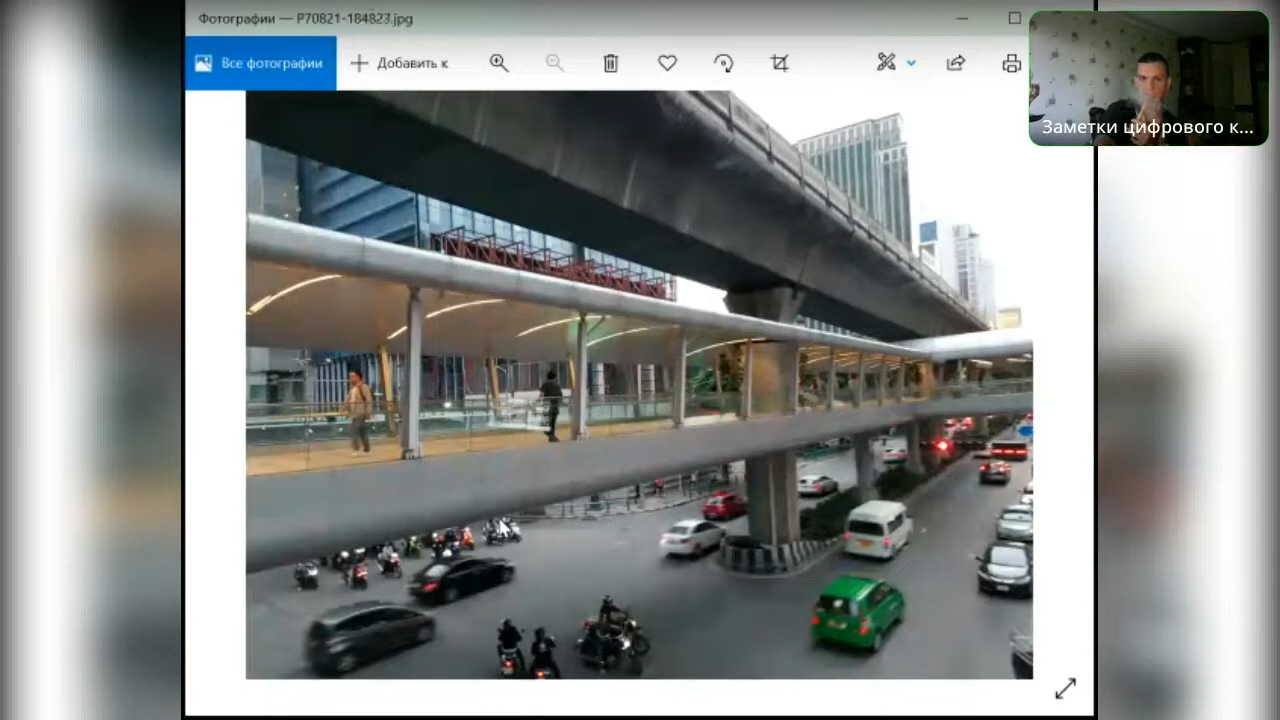 Фотографии — P70821-184823.jpg
Все фотографии
Добавить к
Заметки цифрового к...